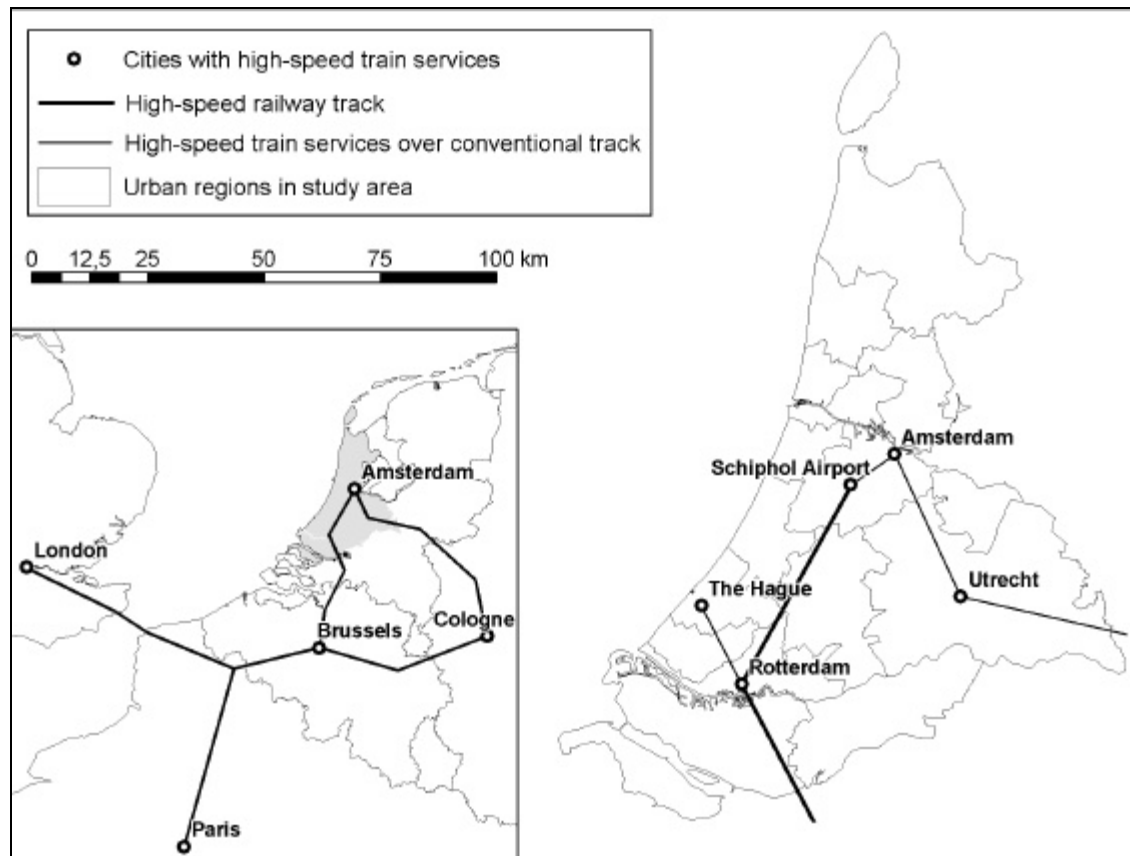 Cities with high-speed train services
High-speed railway track
High-speed train services over conventional track
Urban regions in study area
0 12,5 25 50 75 100 km
Amsterdam
London
Brussels
Cologne
Paris
Amsterdam
Schiphol Airport
The Hague
Utrecht
Rotterdam